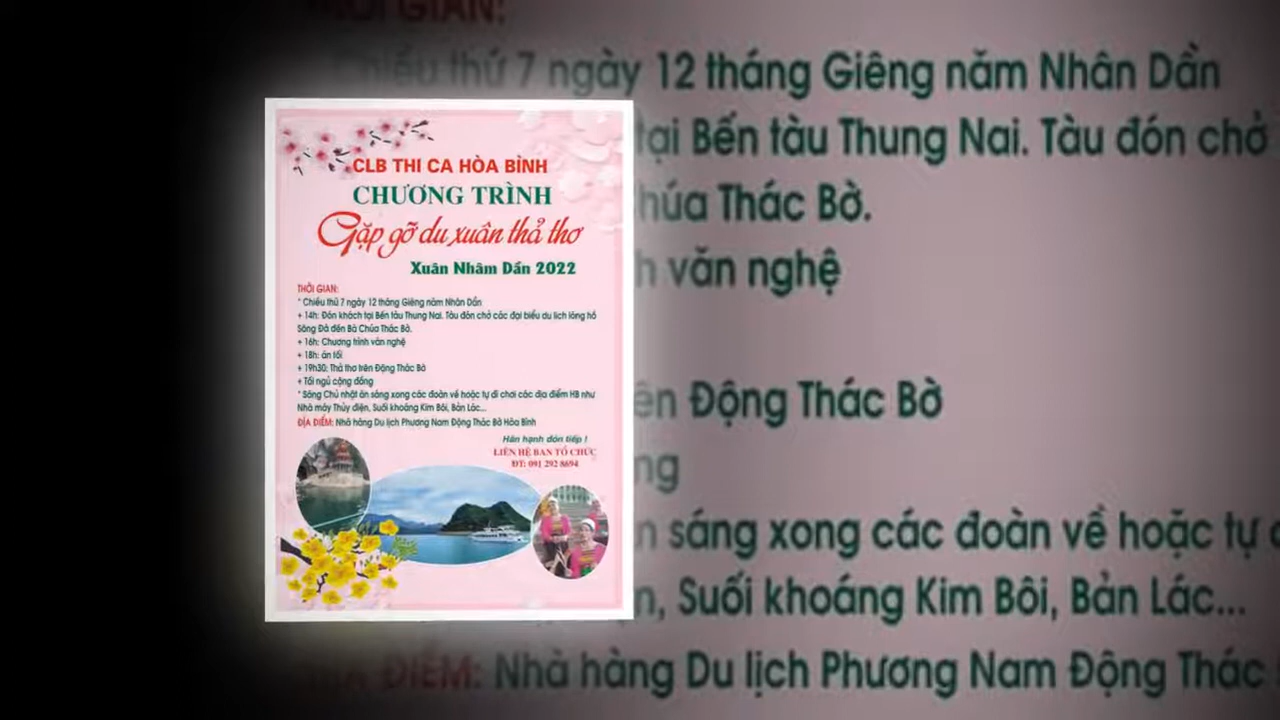 CLB THI CA HÒA BÌNH
CHƯƠNG TRÌNH
Gặp gỡ du xuân thả thơ
Xuân Nhâm Dần 2022
THỜI GIAN:
* Chiều thứ 7 ngày 12 tháng Giêng năm Nhân Dần
+ 14h: Đón khách tại Bến tàu Thung Nai. Tàu đón chở các đại biểu du lịch lòng hồ
Sông Đà đến Bà Chúa Thác Bờ.
+ 16h: Chương trình văn nghệ
+ 18h: ăn tối
+ 19h30: Thả thơ trên Động Thác Bờ
+ Tối ngủ cộng đồng
* Sáng Chủ nhật ăn sáng xong các đoàn về hoặc tự đi chơi các địa điểm HB như
Nhà máy Thủy điện, Suối khoáng Kim Bôi, Bản Lác...
ĐỊA ĐIỂM: Nhà hàng Du lịch Phương Nam Động Thác Bờ Hòa Bình
Hân hạnh đón tiếp !
LIÊN HỆ BAN TỔ CHỨC
ĐT: 091 292 8694
THỜI GIAN:
Chiều thứ 7 ngày 12 tháng Giêng năm Nhân Dần
tại Bến tàu Thung Nai. Tàu đón chở
húa Thác Bờ.
h văn nghệ
ên Động Thác Bờ
ng
n sáng xong các đoàn về hoặc tự
n, Suối khoáng Kim Bôi, Bản Lác...
ĐỊA ĐIỂM: Nhà hàng Du lịch Phương Nam Động Thác